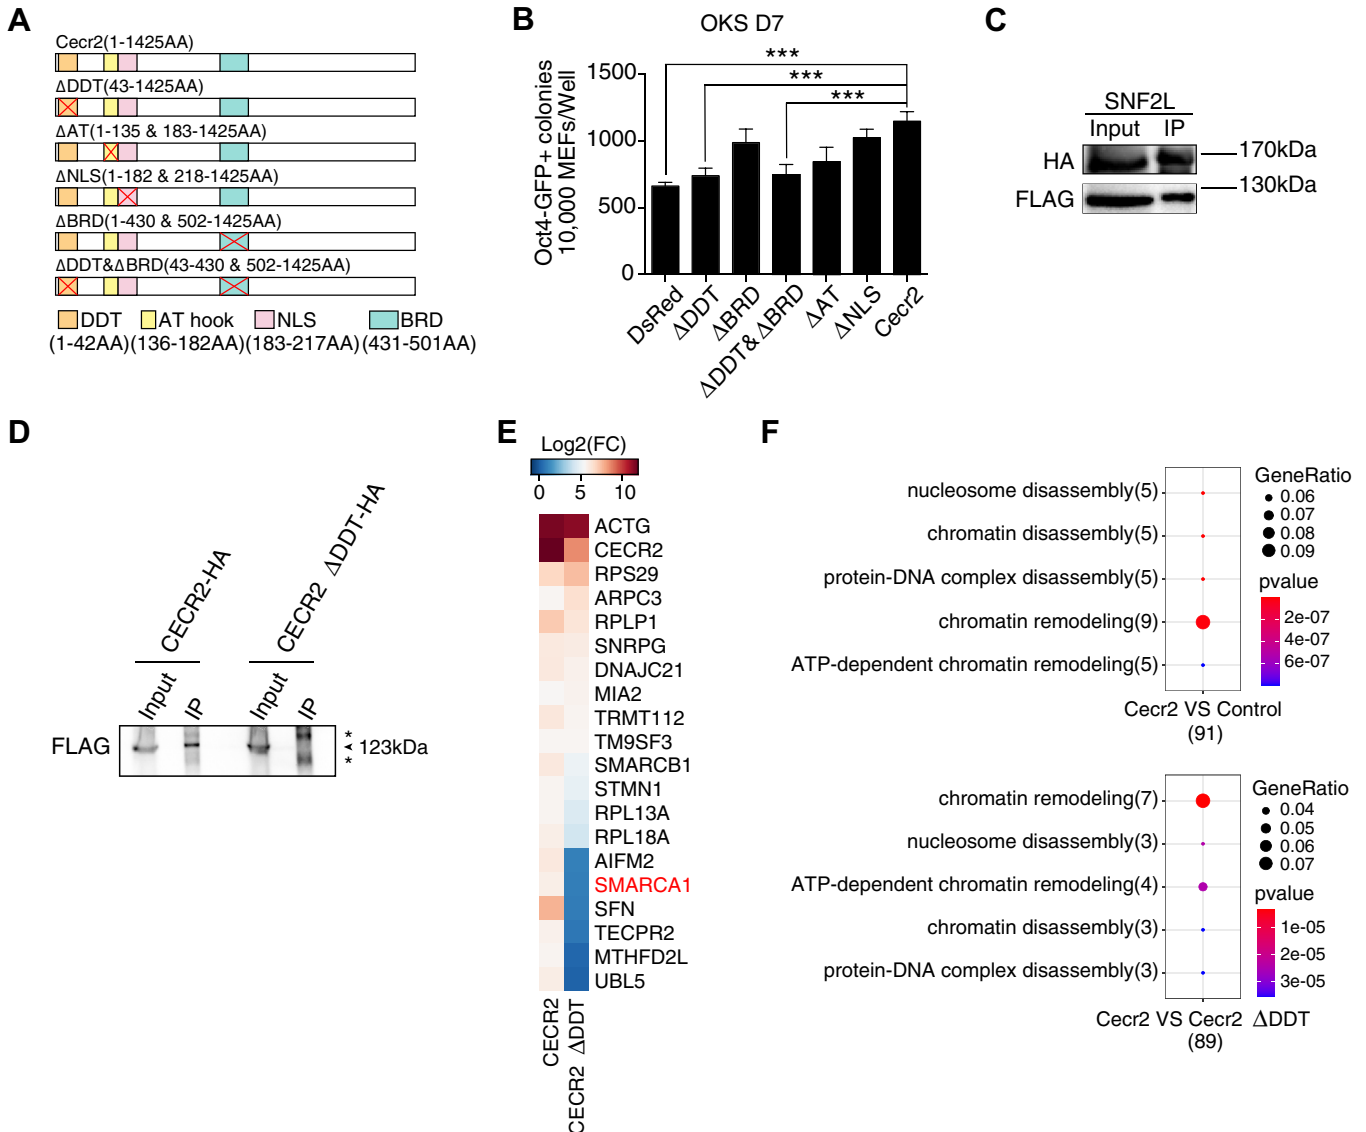 A
Cecr2(1-1425AA)
ΔDDT(43-1425AA)
ΔAT(1-135 & 183-1425AA)
ΔNLS(1-182 & 218-1425AA)
ΔBRD(1-430 & 502-1425AA)
ΔDDT&ΔBRD(43-430 & 502-1425AA)
DDT AT hook NLS BRD
(1-42AA)(136-182AA)(183-217AA)(431-501AA)
B
OKS D7
Oct4-GFP+ colonies
10,000 MEFs/Well
1500
1000
500
0
***
***
***
DsRed
ΔDDT
ΔBRD
ΔDDT& ΔBRD
ΔAT
ΔNLS
Cecr2
C
SNF2L
Input IP
HA
170kDa
130kDa
FLAG
D
CECR2-HA
CECR2 ΔDDT-HA
Input
IP
Input
IP
FLAG
*
123kDa
*
E
Log2(FC)
0 5 10
ACTG
CECR2
RPS29
ARPC3
RPLP1
SNRPG
DNAJC21
MIA2
TRMT112
TM9SF3
SMARCB1
STMN1
RPL13A
RPL18A
AIFM2
SMARCA1
SFN
TECPR2
MTHFD2L
UBL5
CECR2
CECR2 ΔDDT
F
nucleosome disassembly(5)
chromatin disassembly(5)
protein-DNA complex disassembly(5)
chromatin remodeling(9)
ATP-dependent chromatin remodeling(5)
Cecr2 VS Control
(91)
GeneRatio
0.06
0.07
0.08
0.09
pvalue
2e-07
4e-07
6e-07
chromatin remodeling(7)
nucleosome disassembly(3)
ATP-dependent chromatin remodeling(4)
chromatin disassembly(3)
protein-DNA complex disassembly(3)
Cecr2 VS Cecr2 ΔDDT
(89)
GeneRatio
0.04
0.05
0.06
0.07
pvalue
1e-05
2e-05
3e-05